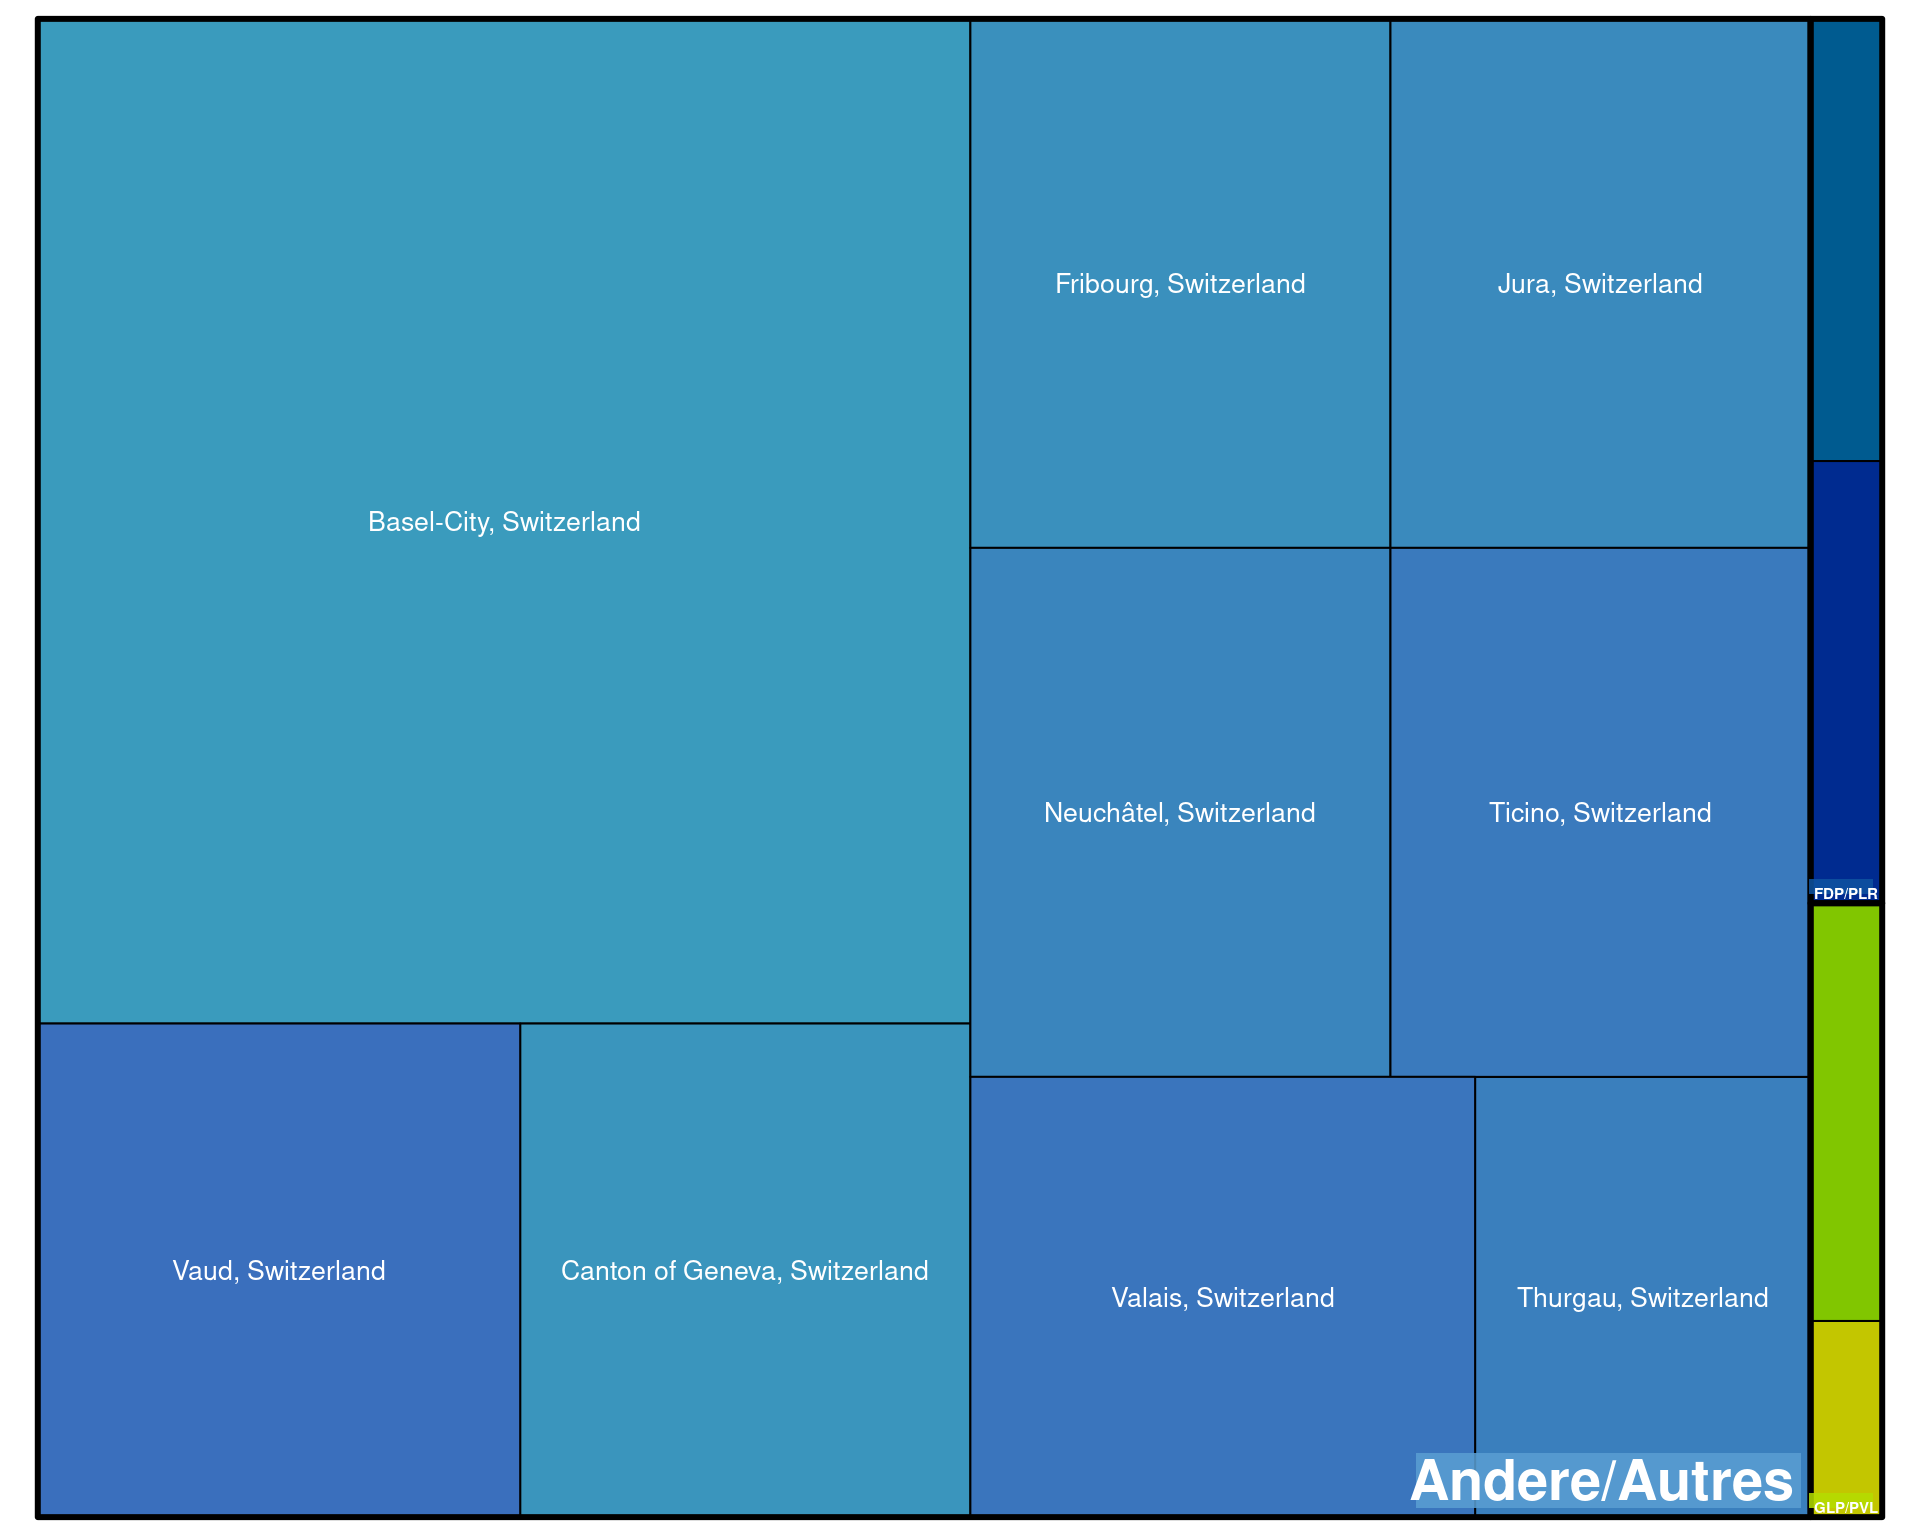 Fribourg, Switzerland
Jura, Switzerland
Basel-City, Switzerland
Neuchâtel, Switzerland
Ticino, Switzerland
FDP/PLR
Vaud, Switzerland
Canton of Geneva, Switzerland
Valais, Switzerland
Thurgau, Switzerland
Andere/Autres
GLP/PVL